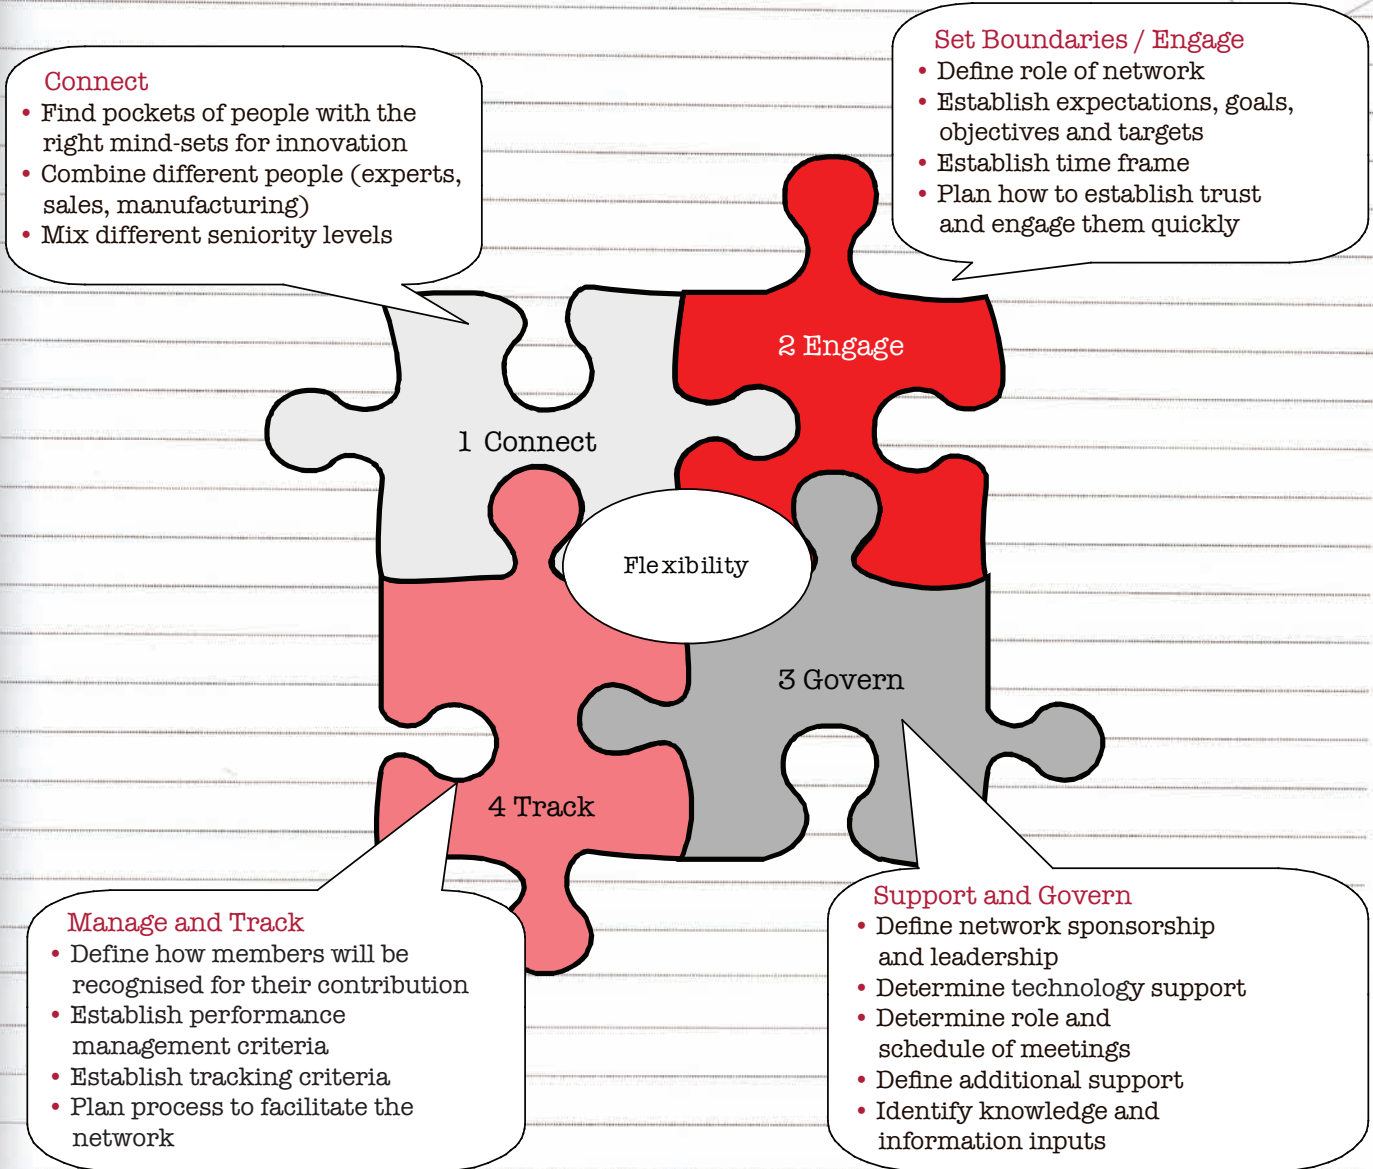 Connect
• Find pockets of people with the
right mind-sets for innovation
• Combine different people (experts,
sales, manufacturing)
• Mix different seniority levels
Set Boundaries / Engage
• Define role of network
• Establish expectations, goals,
objectives and targets
• Establish time frame
• Plan how to establish trust
and engage them quickly
2 Engage
1 Connect
Flexibility
3 Govern
4 Track
Manage and Track
• Define how members will be
recognised for their contribution
• Establish performance
management criteria
• Establish tracking criteria
• Plan process to facilitate the
network
Support and Govern
• Define network sponsorship
and leadership
• Determine technology support
• Determine role and
schedule of meetings
• Define additional support
• Identify knowledge and
information inputs